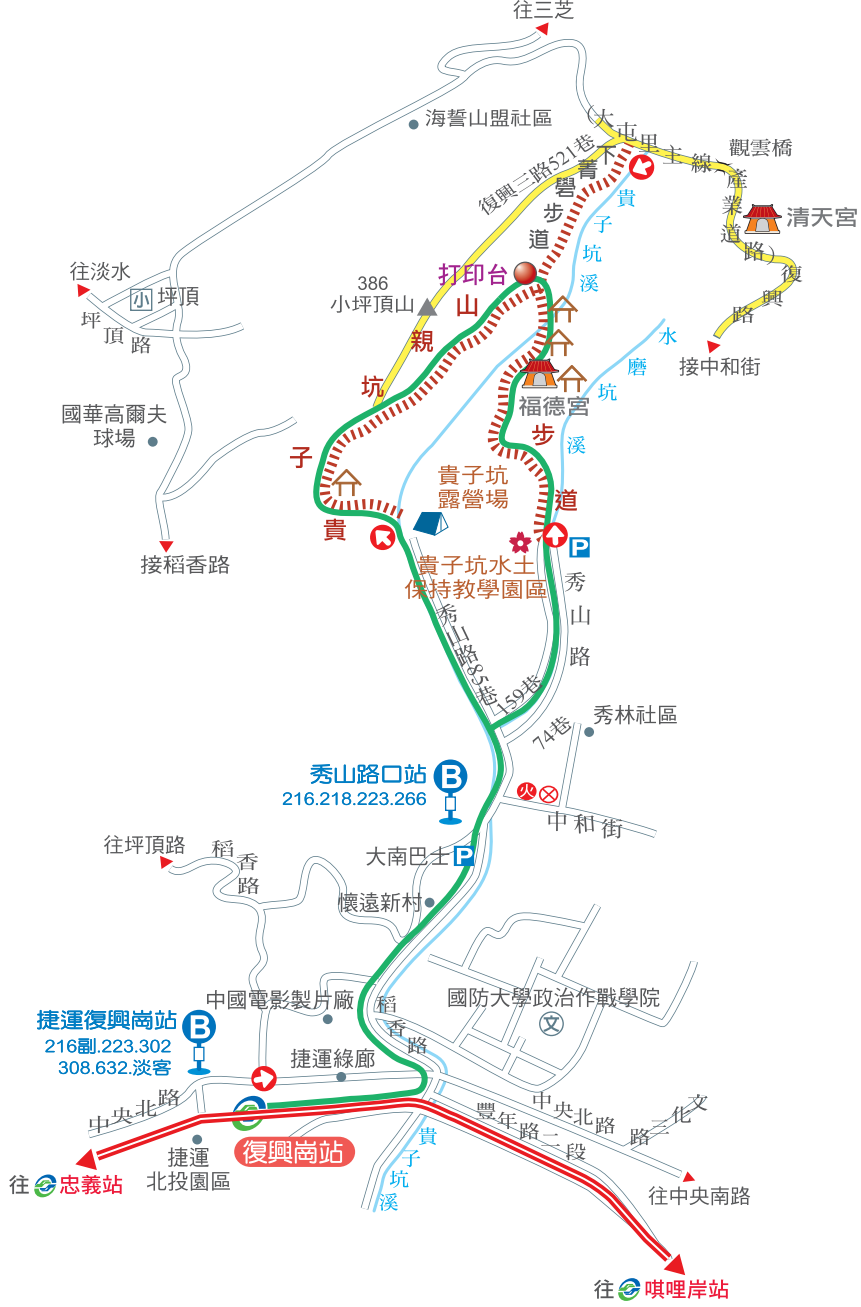 往三芝
海誓山盟社區
(大屯里主線)產業道路)
觀雲橋
清天宮
復興三路521巷
下菁礐步道
貴子坑溪
往淡水
小
坪頂
坪頂路
386
小坪頂山
打印台
復興路
接中和街
水磨坑溪
國華高爾夫
球場
福德宮
貴子坑親山步道
貴子坑
露營場
P
接稻香路
貴子坑水土
保持教學園區
秀山路
秀山路85巷
159巷
74巷
秀林社區
秀山路口站
B
216.218.223.266
火
中和街
往坪頂路
稻香路
大南巴士
P
懷遠新村
中國電影製片廠
稻香路
國防大學政治作戰學院
文
捷運復興崗站
B
216副.223.302
308.632.淡客
捷運綠廊
中央北路
豐年路二段
中央北路
文化三路
捷運
北投園區
復興崗站
貴子坑溪
往
忠義站
往中央南路
往
唭哩岸站